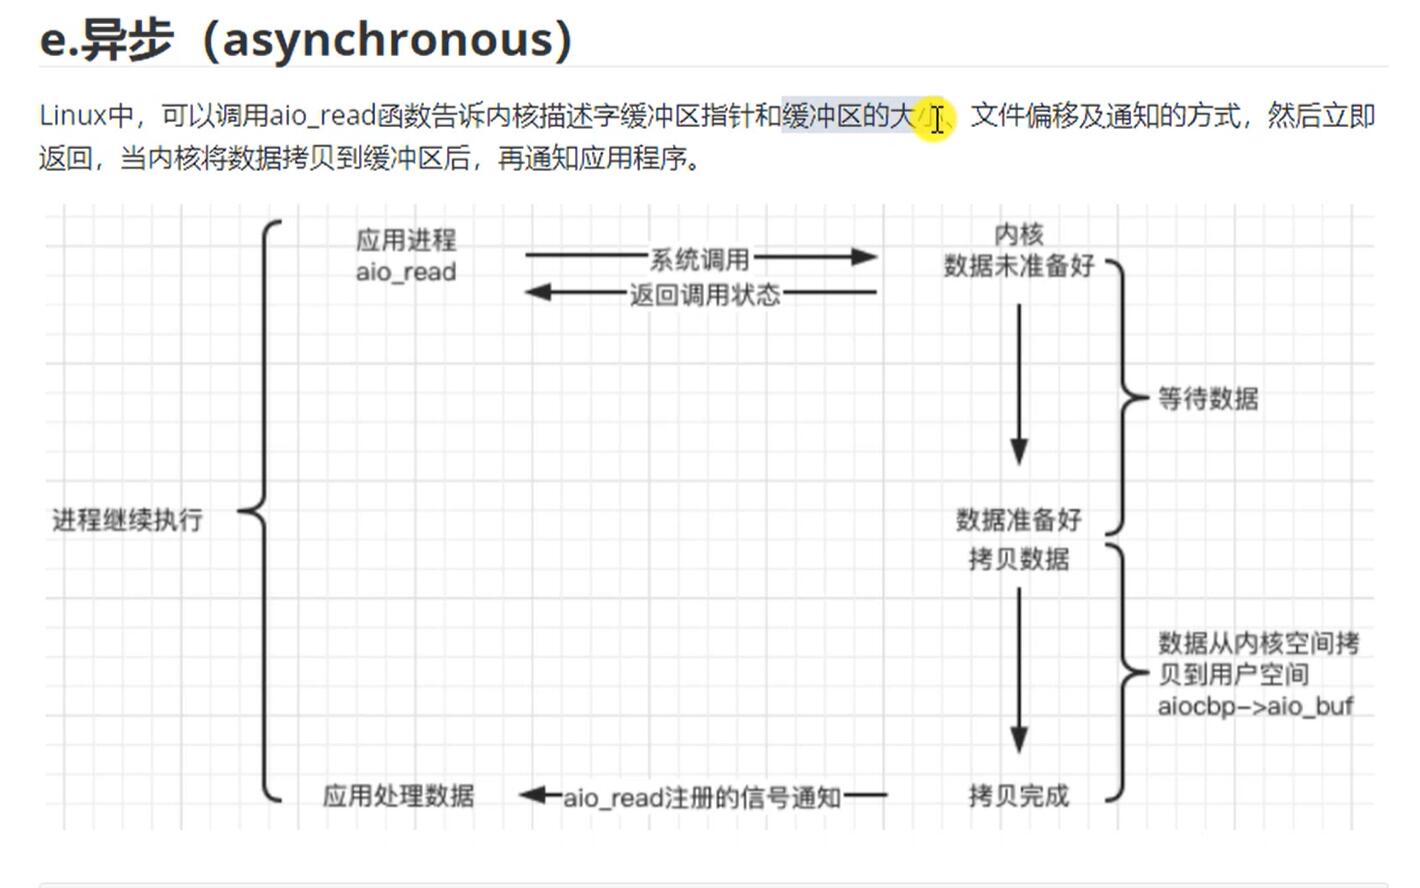 e.异步（asynchronous）
Linux中，可以调用aio_read函数告诉内核描述字缓冲区指针和缓冲区的大小、文件偏移及通知的方式，然后立即
返回，当内核将数据拷贝到缓冲区后，再通知应用程序。
应用进程
aio_read
系统调用
返回调用状态
内核
数据未准备好
等待数据
进程继续执行
数据准备好
拷贝数据
数据从内核空间拷
贝到用户空间
aiocbp->aio_buf
应用处理数据
aio_read注册的信号通知
拷贝完成